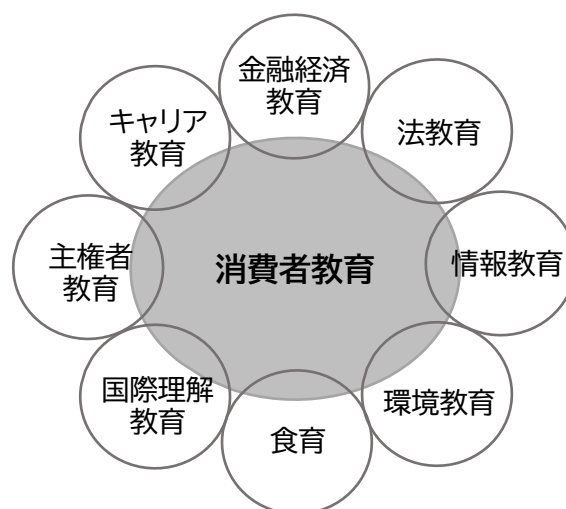 金融経済
教育
キャリア
教育
法教育
主権者
教育
消費者教育
情報教育
国際理解
教育
環境教育
食育